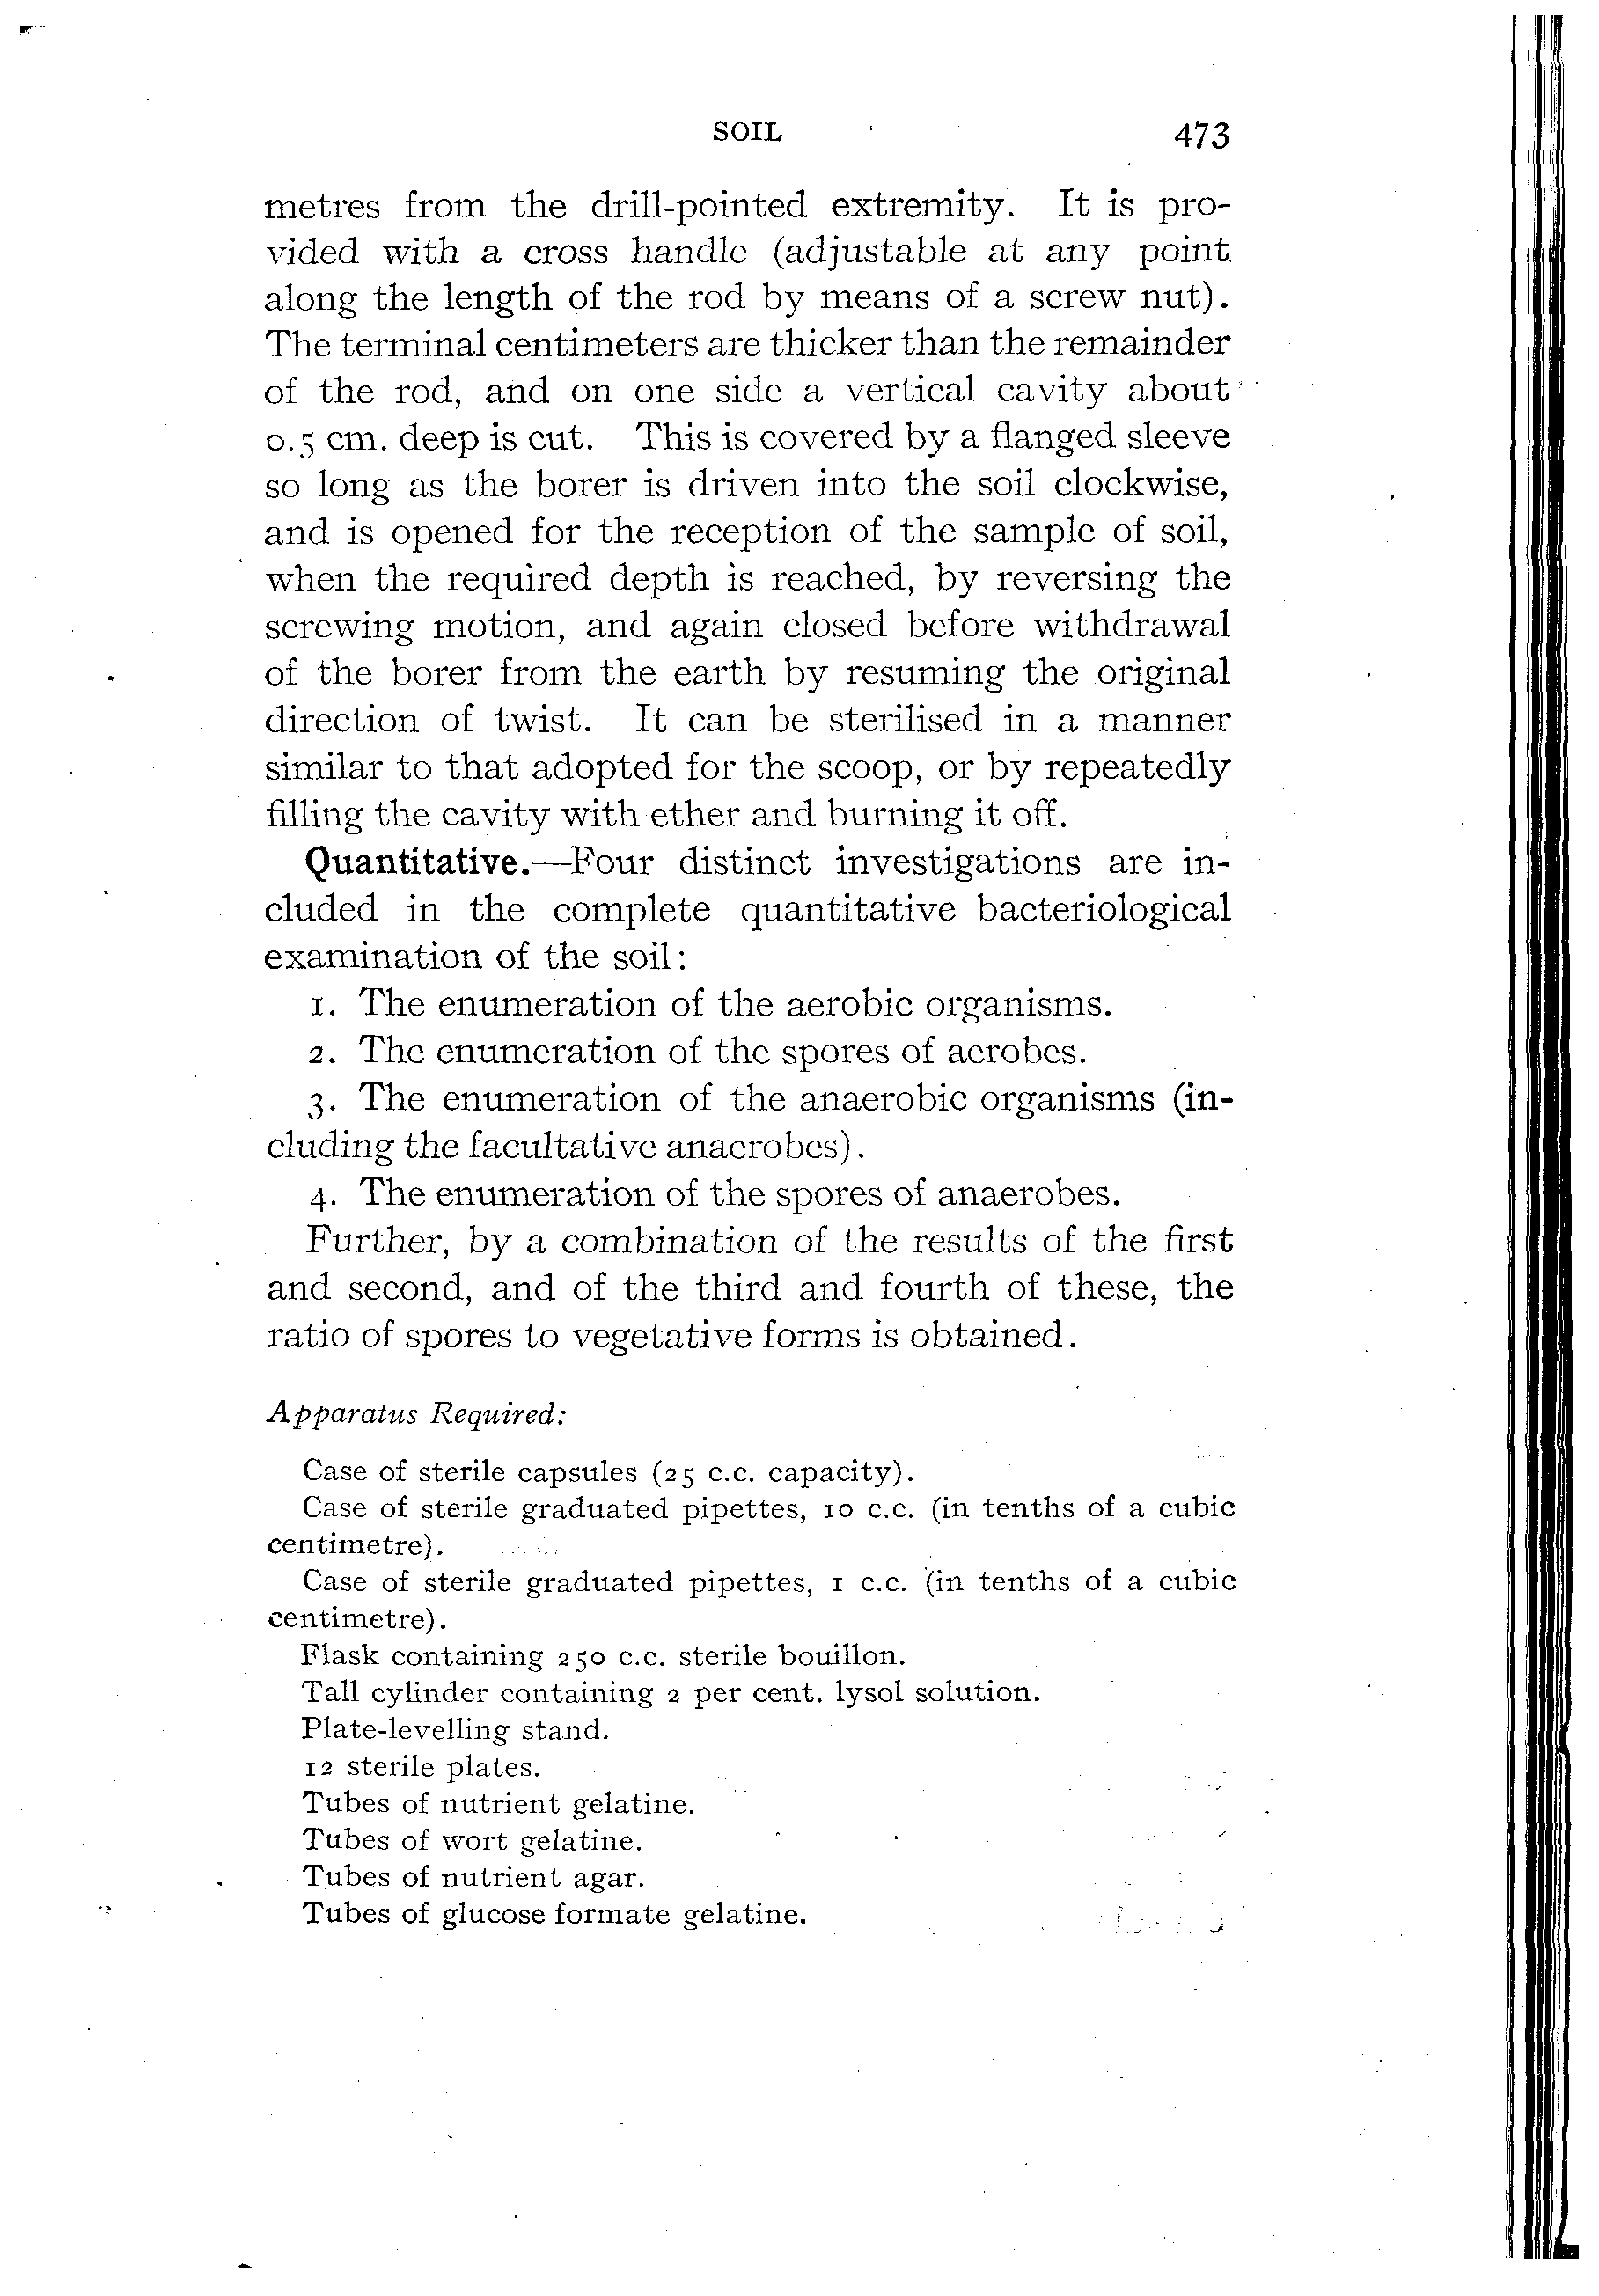 SOIL 473
metres from the drill-pointed extremity. It is pro-
vided with a cross handle (adjustable at any point
along the length of the rod by means of a screw nut).
The terminal centimeters are thicker than the remainder
of the rod, and on one side a vertical cavity about
0.5 cm. deep is cut. This is covered by a flanged sleeve
so long as the borer is driven into the soil clockwise,
and is opened for the reception of the sample of soil,
when the required depth is reached, by reversing the
screwing motion, and again closed before withdrawal
of the borer from the earth by resuming the original
direction of twist. It can be sterilised in a manner
similar to that adopted for the scoop, or by repeatedly
filling the cavity with ether and burning it off.
Quantitative.—Four distinct investigations are in-
cluded in the complete quantitative bacteriological
examination of the soil:
1. The enumeration of the aerobic organisms.
2. The enumeration of the spores of aerobes.
3. The enumeration of the anaerobic organisms (in-
cluding the facultative anaerobes).
4. The enumeration of the spores of anaerobes.
Further, by a combination of the results of the first
and second, and of the third and fourth of these, the
ratio of spores to vegetative forms is obtained.
Apparatus Required:
Case of sterile capsules (25 c.c. capacity).
Case of sterile graduated pipettes, 10 c.c. (in tenths of a cubic
centimetre).
Case of sterile graduated pipettes, 1 c.c. (in tenths of a cubic
centimetre).
Flask containing 250 c.c. sterile bouillon.
Tall cylinder containing 2 per cent. lysol solution.
Plate-levelling stand.
12 sterile plates.
Tubes of nutrient gelatine.
Tubes of wort gelatine.
Tubes of nutrient agar.
Tubes of glucose formate gelatine.